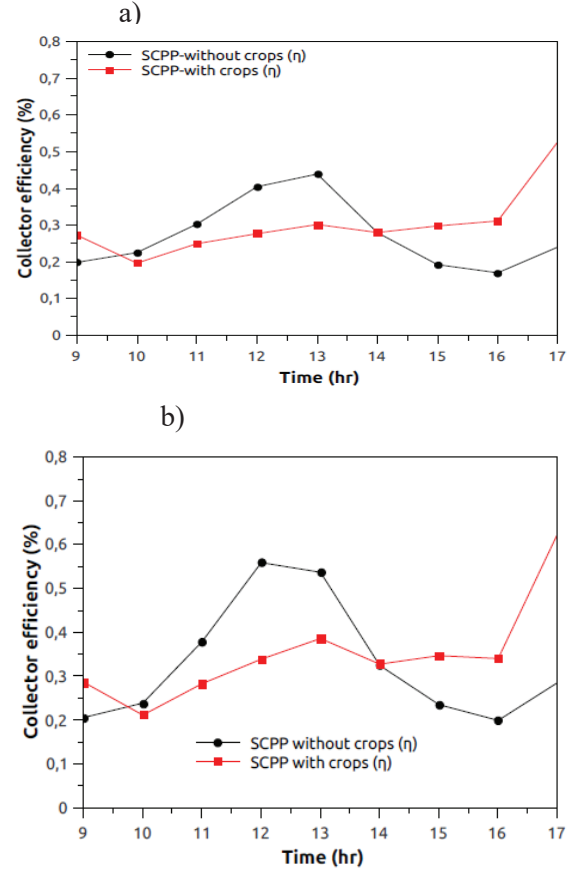 a)
0,8
0,7
0,6
0,5
0,4
0,3
0,2
0,1
0
Collector efficiency (%)
SCPP-without crops (η)
SCPP-with crops (η)
9 10 11 12 13 14 15 16 17
Time (hr)
b)
0,8
0,7
0,6
0,5
0,4
0,3
0,2
0,1
0
Collector efficiency (%)
SCPP without crops (η)
SCPP with crops (η)
9 10 11 12 13 14 15 16 17
Time (hr)